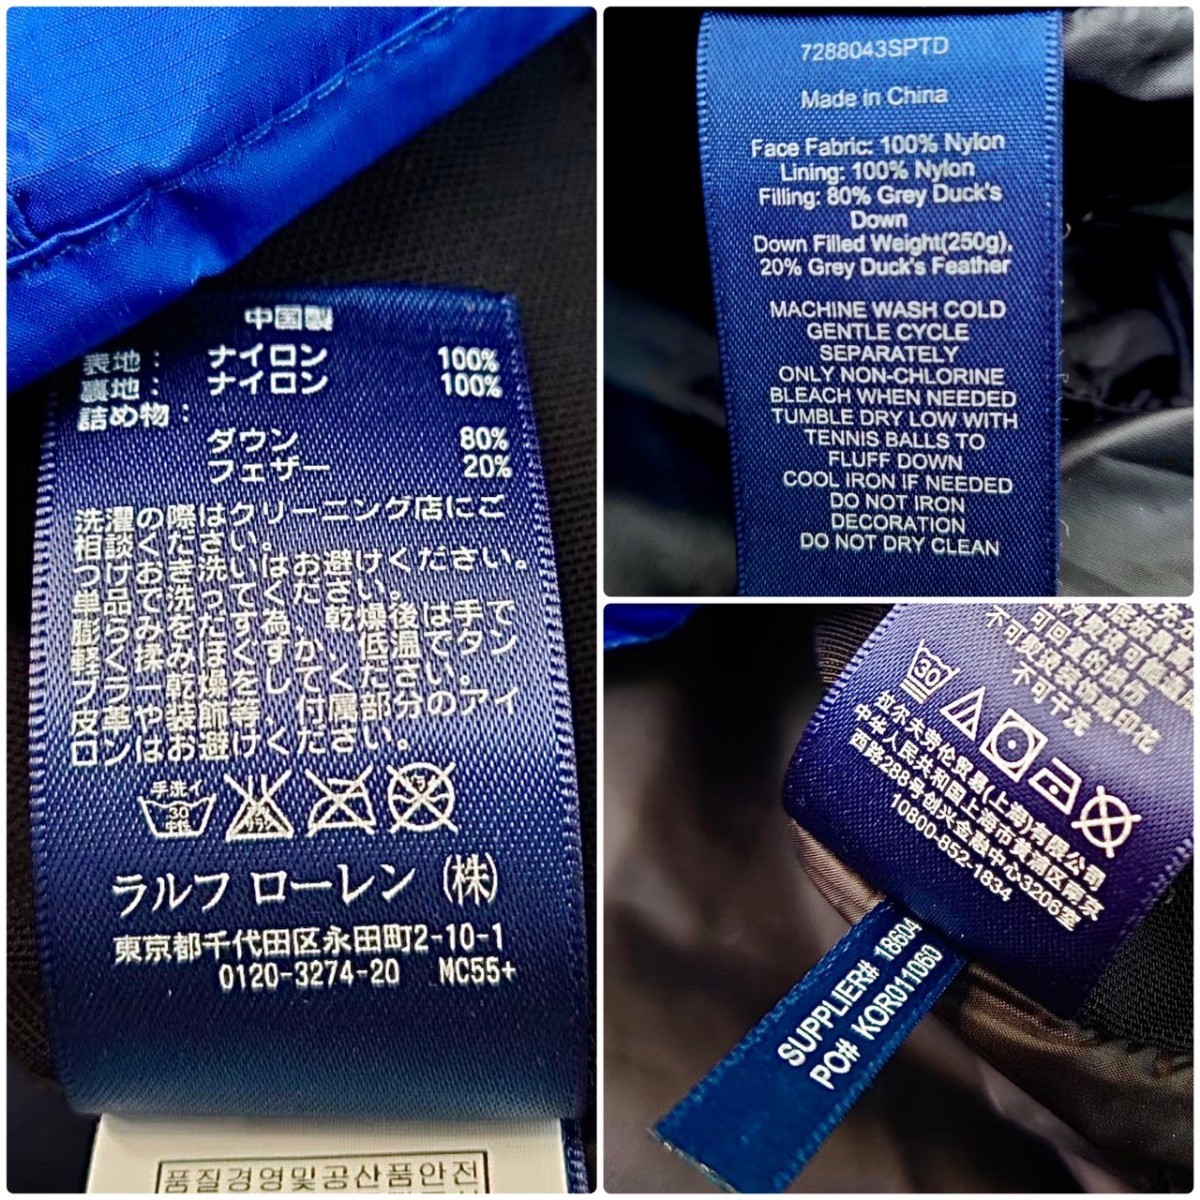 中国製
表地: ナイロン 100%
裏地: ナイロン 100%
詰め物:
ダウン 80%
フェザー 20%
洗濯の際はクリーニング店にご
相談ください。
つけおき洗いはお避けください。
単品で洗ってください。
膨らみをだす為、乾燥後は手で
軽く揉みほぐすか、低温でタン
ブラー乾燥をしてください。
皮革や装飾等、付属部分のアイ
ロンはお避けください。
手洗イ
30
中性
ラルフ ローレン (株)
東京都千代田区永田町2-10-1
0120-3274-20 MC55+
품질경영및공산품안전
7288043SPTD
Made in China
Face Fabric: 100% Nylon
Lining: 100% Nylon
Filling: 80% Grey Duck's
Down
Down Filled Weight(250g),
20% Grey Duck's Feather
MACHINE WASH COLD
GENTLE CYCLE
SEPARATELY
ONLY NON-CHLORINE
BLEACH WHEN NEEDED
TUMBLE DRY LOW WITH
TENNIS BALLS TO
FLUFF DOWN
COOL IRON IF NEEDED
DO NOT IRON
DECORATION
DO NOT DRY CLEAN
不可熨烫装饰或印花
不可干洗
30
拉尔夫劳伦贸易(上海)有限公司
中华人民共和国上海市黄浦区南京
西路288号创兴金融中心3206室
10800-852-1834
SUPPLIER# 18604
PO# KOR011060